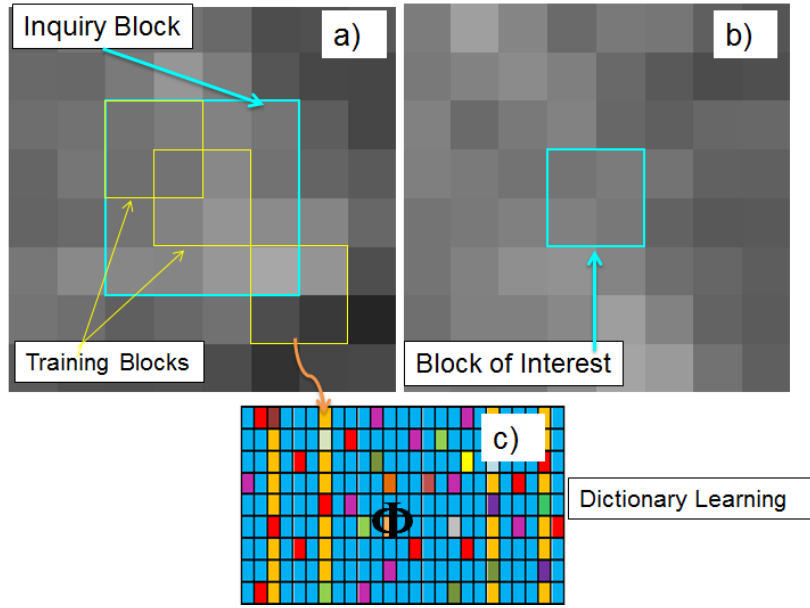 Inquiry Block
a)
b)
Training Blocks
Block of Interest
c)
Φ
Dictionary Learning